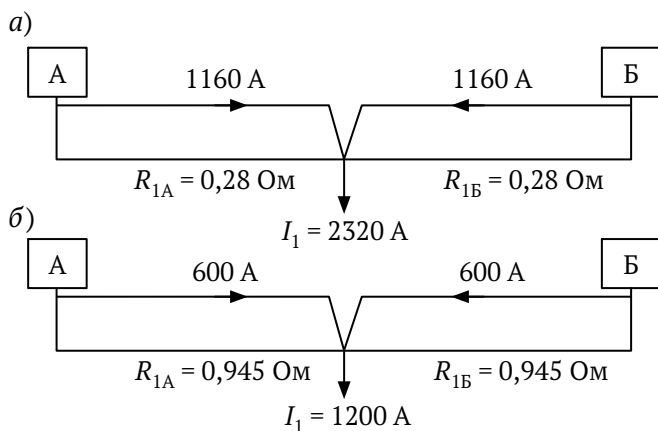 а)
А Б
1160 А 1160 А
R1А = 0,28 Ом R1Б = 0,28 Ом
I1 = 2320 А
б)
А Б
600 А 600 А
R1А = 0,945 Ом R1Б = 0,945 Ом
I1 = 1200 А